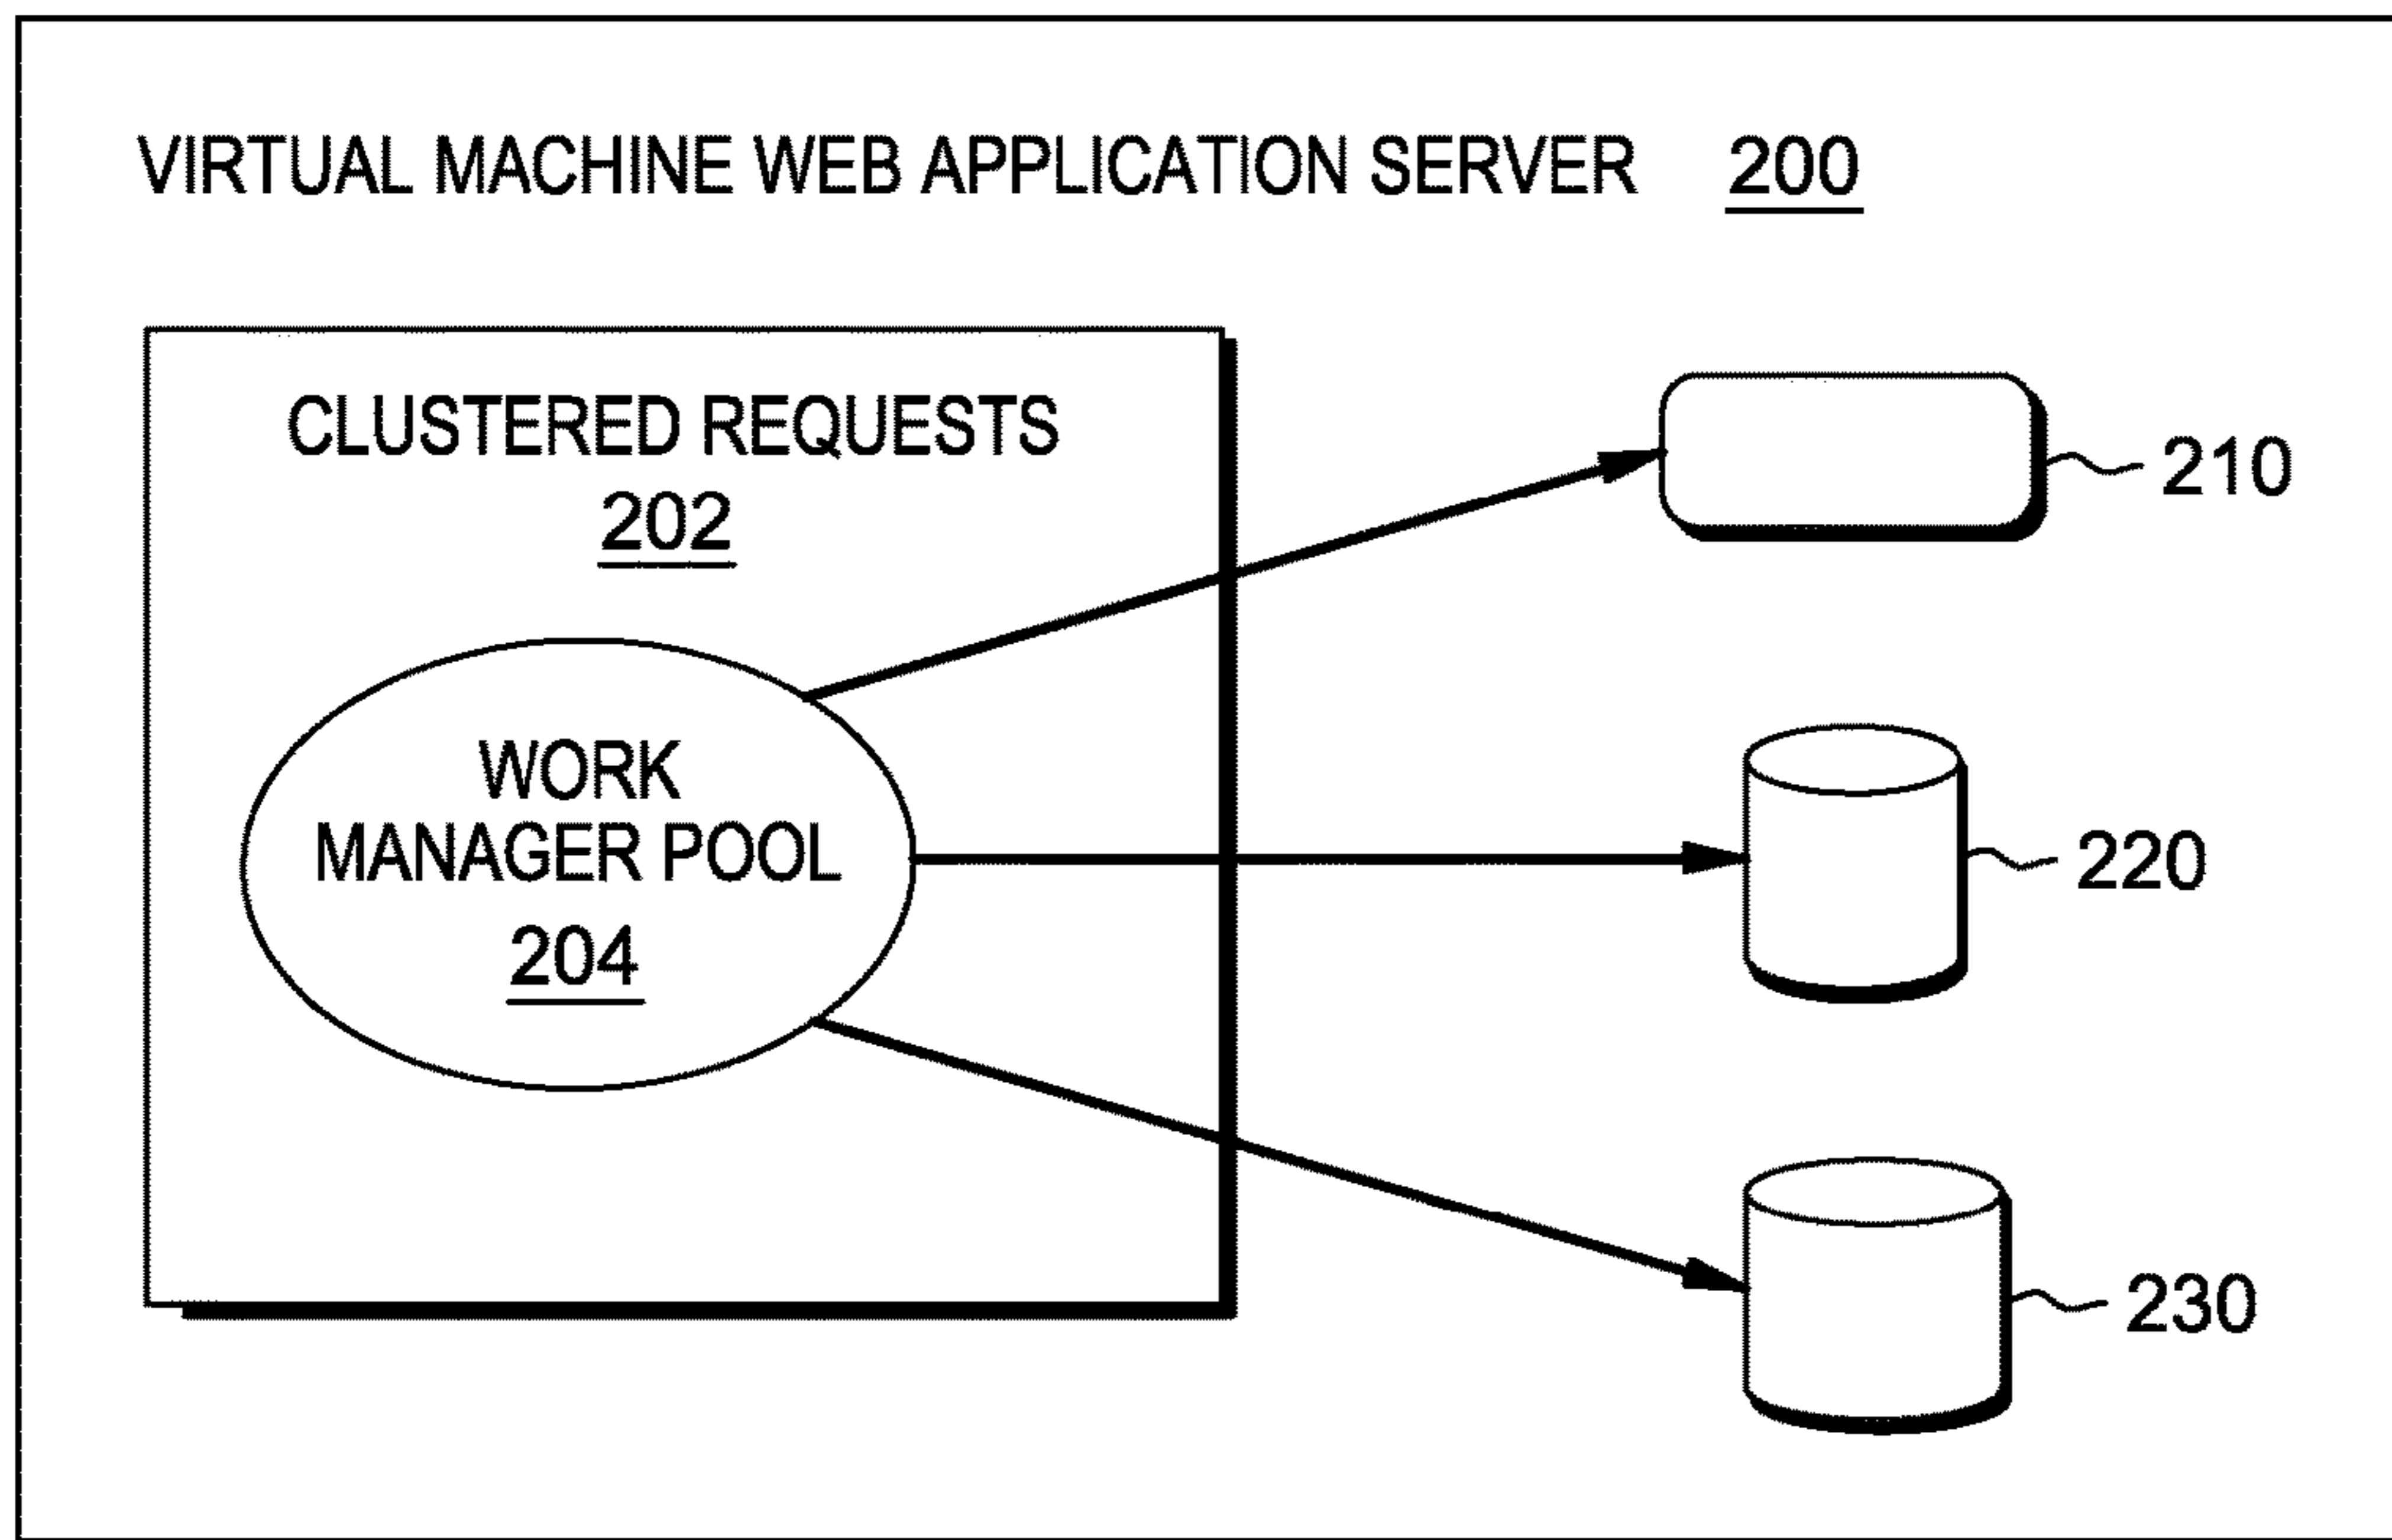 VIRTUAL MACHINE WEB APPLICATION SERVER 200
CLUSTERED REQUESTS
202
210
WORK
MANAGER POOL
204
220
230